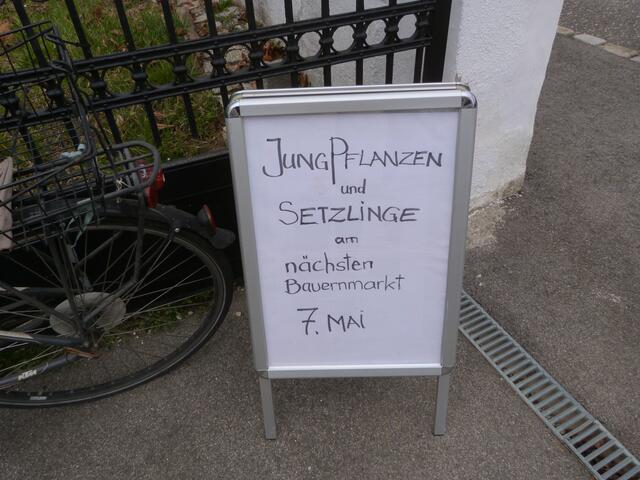 JUNGPFLANZEN
und
SETZLINGE
am
nächsten
Bauernmarkt
7. MAI